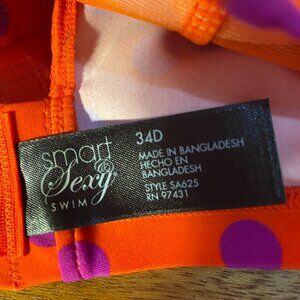 smart
& Sexy
SWIM
34D
MADE IN BANGLADESH
HECHO EN
BANGLADESH
STYLE SA625
RN 97431